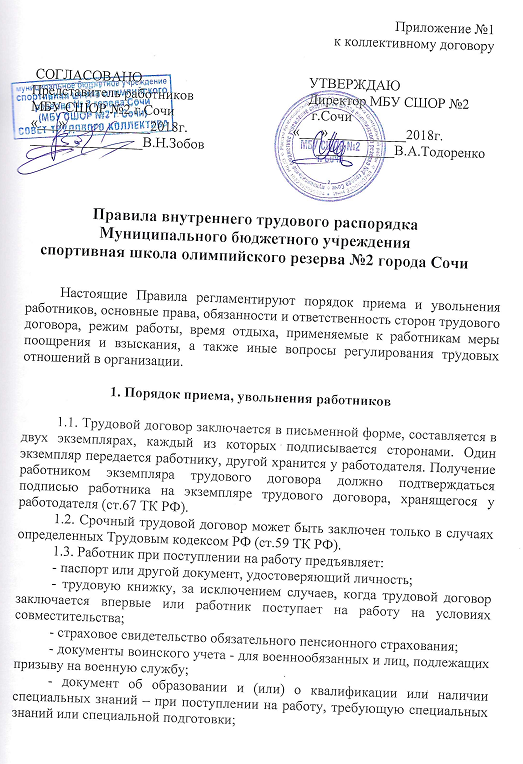 Приложение №1
к коллективному договору
СОГЛАСОВАНО
Представитель работников
МБУ СШОР №2 г.Сочи
2018г.
В.Н.Зобов
муниципальное бюджетное учреждение
(МБУ СШОР №2 г. Сочи)
СОВЕТ ТРУДОВОГО КОЛЛЕКТИВА
УТВЕРЖДАЮ
Директор МБУ СШОР №2
г.Сочи
2018г.
В.А.Тодоренко
Правила внутреннего трудового распорядка
Муниципального бюджетного учреждения
спортивная школа олимпийского резерва №2 города Сочи
Настоящие Правила регламентируют порядок приема и увольнения
работников, основные права, обязанности и ответственность сторон трудового
договора, режим работы, время отдыха, применяемые к работникам меры
поощрения и взыскания, а также иные вопросы регулирования трудовых
отношений в организации.
1. Порядок приема, увольнения работников
1.1. Трудовой договор заключается в письменной форме, составляется в
двух экземплярах, каждый из которых подписывается сторонами. Один
экземпляр передается работнику, другой хранится у работодателя. Получение
работником экземпляра трудового договора должно подтверждаться
подписью работника на экземпляре трудового договора, хранящегося у
работодателя (ст.67 ТК РФ).
1.2. Срочный трудовой договор может быть заключен только в случаях
определенных Трудовым кодексом РФ (ст.59 ТК РФ).
1.3. Работник при поступлении на работу предъявляет:
- паспорт или другой документ, удостоверяющий личность;
- трудовую книжку, за исключением случаев, когда трудовой договор
заключается впервые или работник поступает на работу на условиях
совместительства;
- страховое свидетельство обязательного пенсионного страхования;
- документы воинского учета - для военнообязанных и лиц, подлежащих
призыву на военную службу;
- документ об образовании и (или) о квалификации или наличии
специальных знаний – при поступлении на работу, требующую специальных
знаний или специальной подготовки;